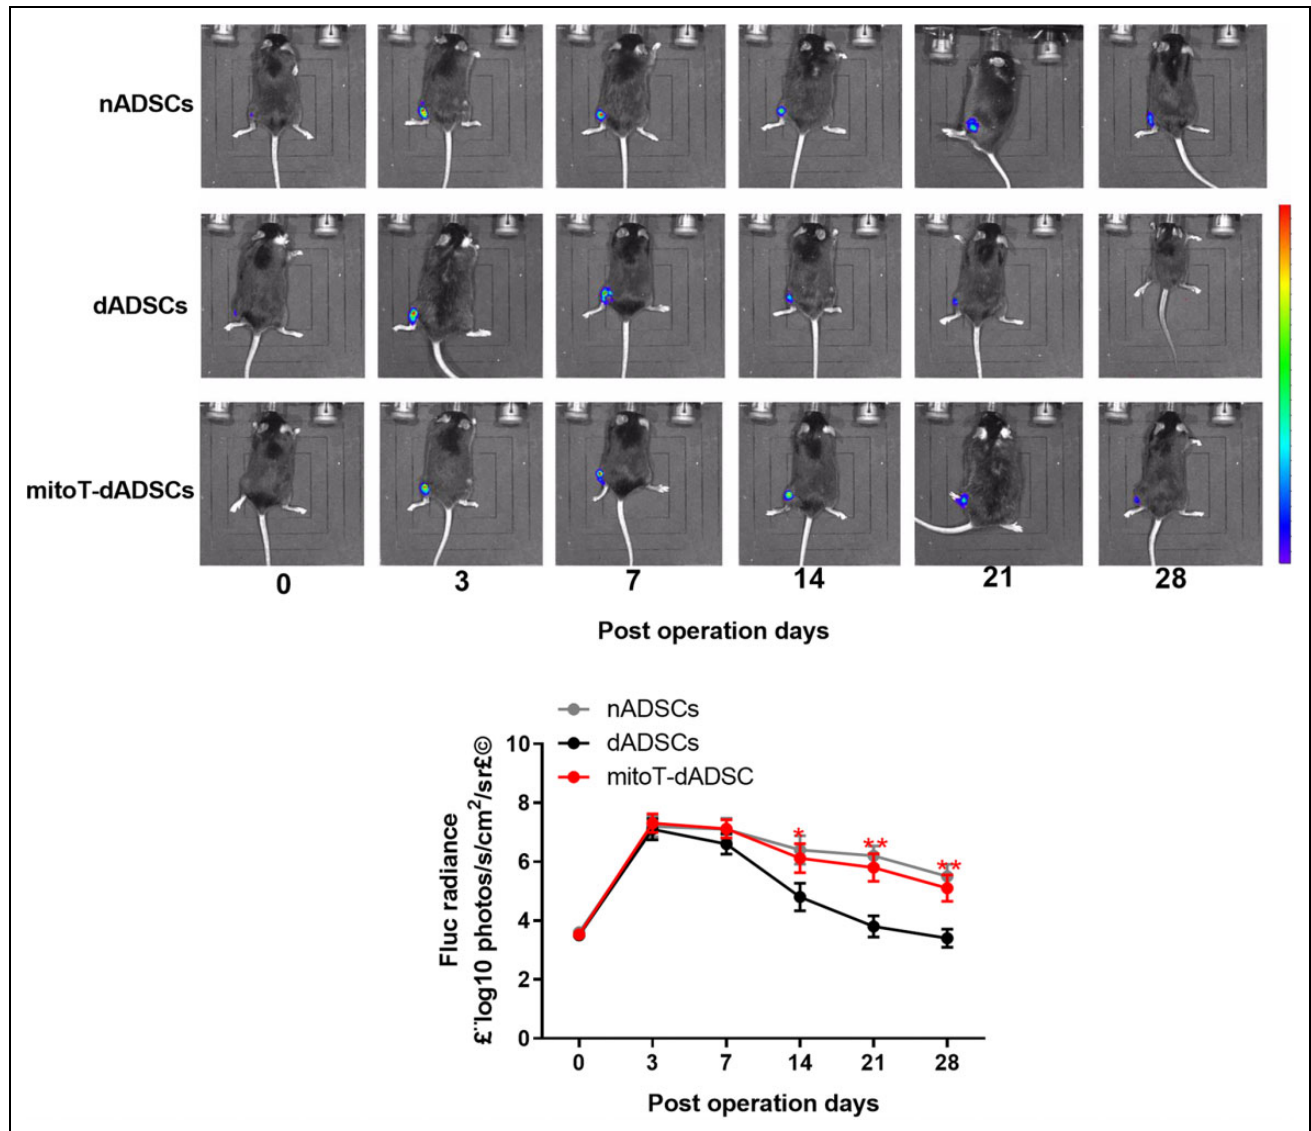 nADSCs
dADSCs
mitoT-dADSCs
0 3 7 14 21 28
Post operation days
nADSCs
dADSCs
mitoT-dADSC
Fluc radiance
£¨log10 photos/s/cm²/sr£©
10
8
6
4
2
0
* ** **
0 3 7 14 21 28
Post operation days